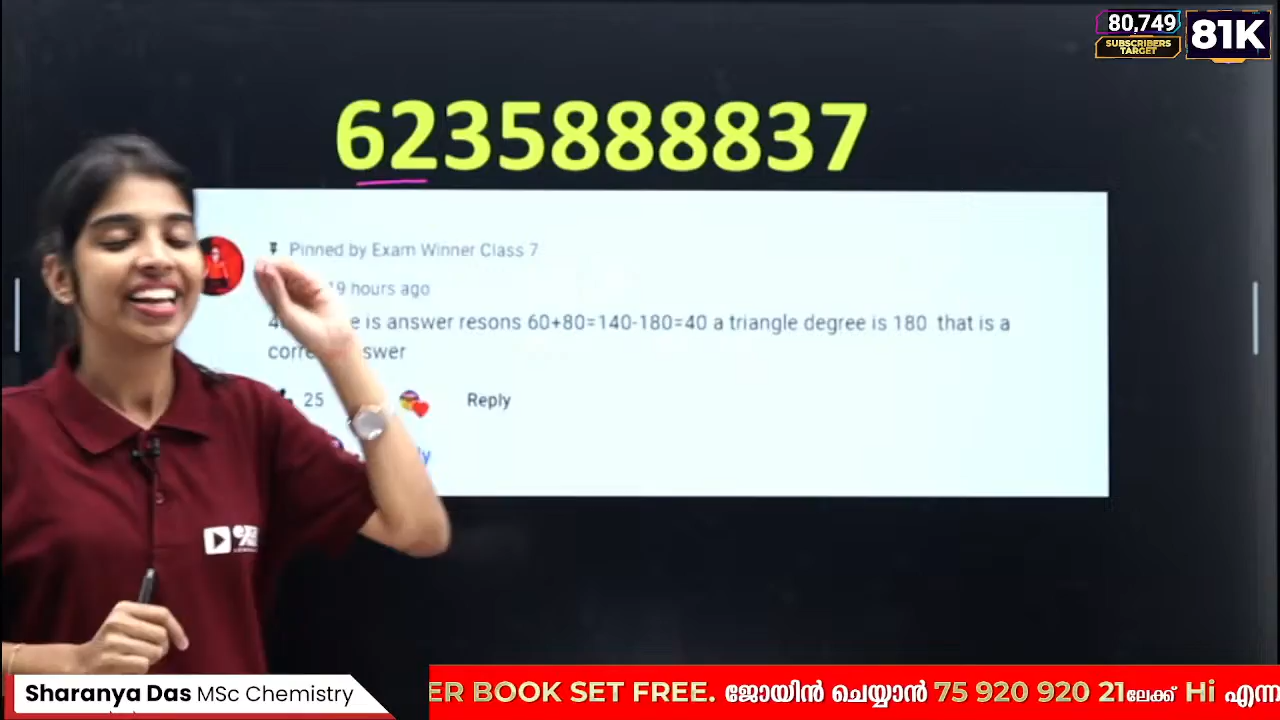 80,749
SUBSCRIBERS
TARGET
81K
6235888837
Pinned by Exam Winner Class 7
19 hours ago
is answer resons 60+80=140-180=40 a triangle degree is 180 that is a
25
Reply
Sharanya Das MSc Chemistry
ER BOOK SET FREE. ജോയിൻ ചെയ്യാൻ 75 920 920 21ലേക്ക് Hi എന്ന